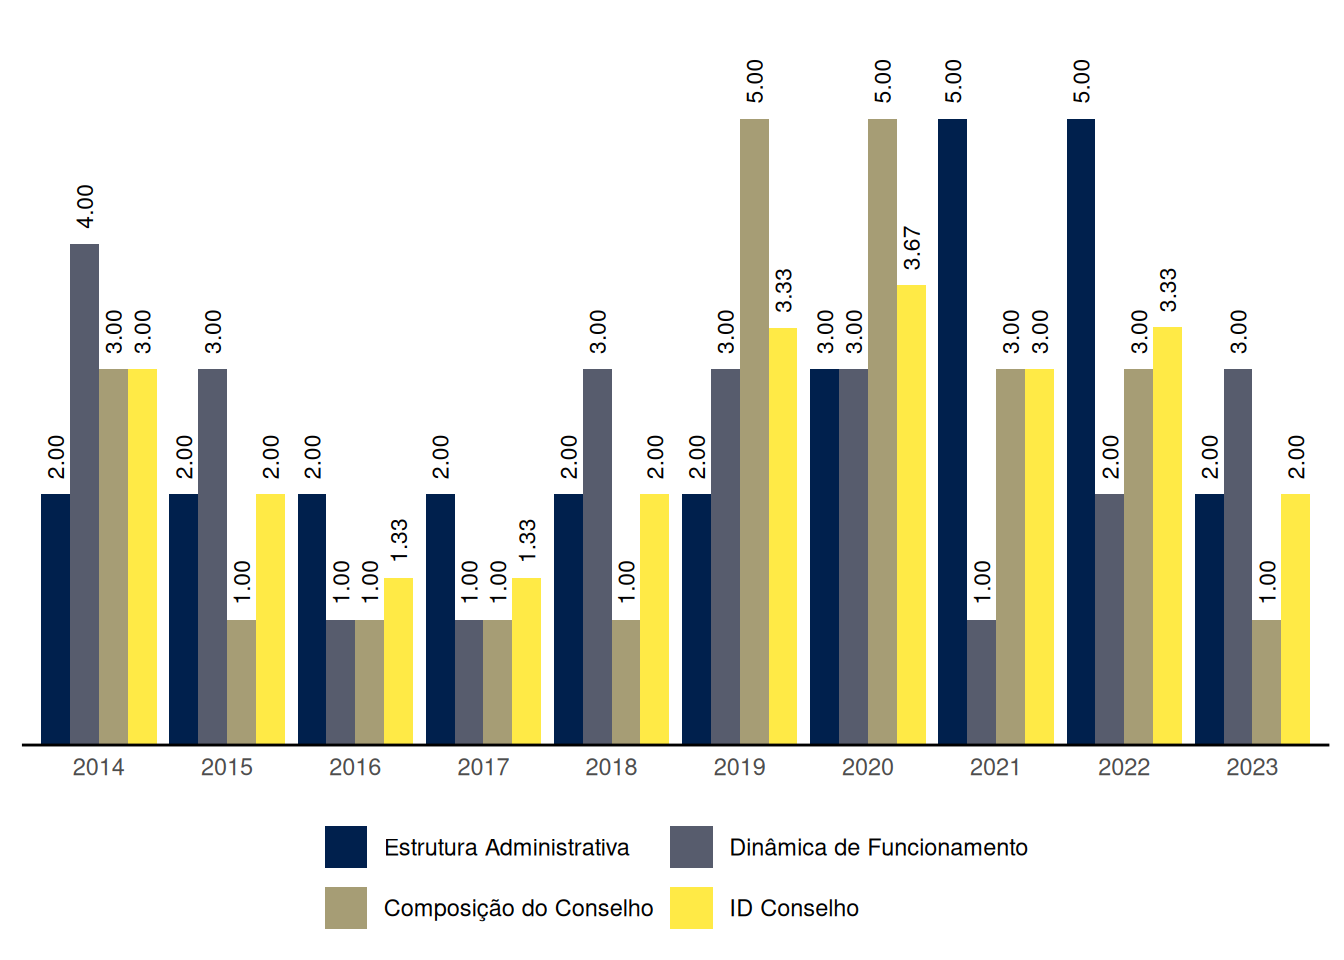 2.00 4.00 3.00 3.00 2.00 3.00 1.00 2.00 2.00 1.00 1.00 1.33 2.00 1.00 1.00 1.33 2.00 3.00 1.00 2.00 2.00 3.00 5.00 3.33 3.00 3.00 5.00 3.67 5.00 1.00 3.00 3.00 5.00 2.00 3.00 3.33 2.00 3.00 1.00 2.00
2014 2015 2016 2017 2018 2019 2020 2021 2022 2023
Estrutura Administrativa Dinâmica de Funcionamento
Composição do Conselho ID Conselho